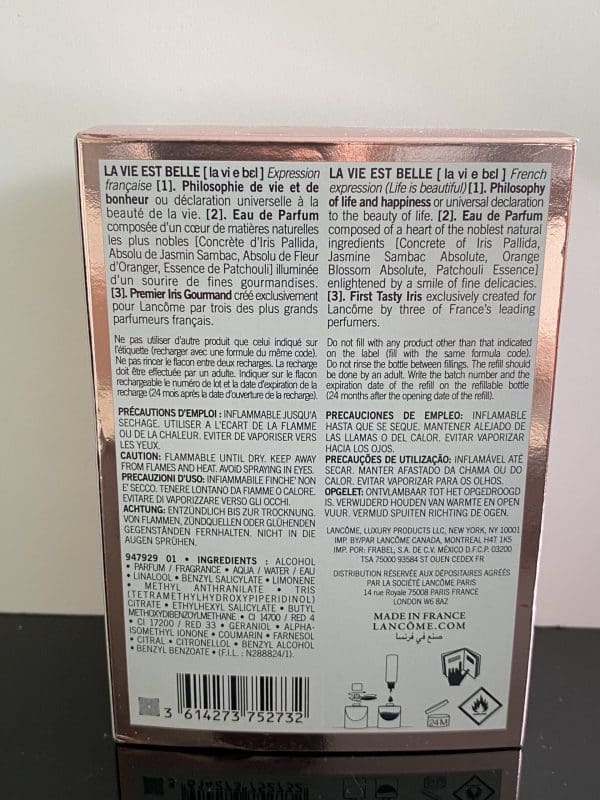 LA VIE EST BELLE [ la vi e bɛl ] Expression
française [1]. Philosophie de vie et de
bonheur ou déclaration universelle à la
beauté de la vie. [2]. Eau de Parfum
composée d'un cœur de matières naturelles
les plus nobles [Concrète d'Iris Pallida,
Absolu de Jasmin Sambac, Absolu de Fleur
d'Oranger, Essence de Patchouli] illuminée
d'un sourire de fines gourmandises.
[3]. Premier Iris Gourmand créé exclusivement
pour Lancôme par trois des plus grands
parfumeurs français.
Ne pas utiliser d'autre produit que celui indiqué sur
l'étiquette (recharger avec une formule du même code).
Ne pas rincer le flacon entre deux recharges. La recharge
doit être effectuée par un adulte. Indiquer sur le flacon
rechargeable le numéro de lot et la date d'expiration de la
recharge (24 mois après la date d'ouverture de la recharge).
PRÉCAUTIONS D'EMPLOI : INFLAMMABLE JUSQU'A
SECHAGE. UTILISER A L'ECART DE LA FLAMME
OU DE LA CHALEUR. EVITER DE VAPORISER VERS
LES YEUX.
CAUTION: FLAMMABLE UNTIL DRY. KEEP AWAY
FROM FLAMES AND HEAT. AVOID SPRAYING IN EYES.
PRECAUZIONI D'USO: INFIAMMABILE FINCHE' NON
E' SECCO. TENERE LONTANO DA FIAMME O CALORE.
EVITARE DI VAPORIZZARE VERSO GLI OCCHI.
ACHTUNG: ENTZÜNDLICH BIS ZUR TROCKNUNG.
VON FLAMMEN, ZÜNDQUELLEN ODER GLÜHENDEN
GEGENSTÄNDEN FERNHALTEN. NICHT IN DIE
AUGEN SPRÜHEN.
947929 01 • INGREDIENTS : ALCOHOL
• PARFUM / FRAGRANCE • AQUA / WATER / EAU
• LINALOOL • BENZYL SALICYLATE • LIMONENE
• METHYL ANTHRANILATE • TRIS
(TETRAMETHYLHYDROXYPIPERIDINOL)
CITRATE • ETHYLHEXYL SALICYLATE • BUTYL
METHOXYDIBENZOYLMETHANE • CI 14700 / RED 4
• CI 17200 / RED 33 • GERANIOL • ALPHA-
ISOMETHYL IONONE • COUMARIN • FARNESOL
• CITRAL • CITRONELLOL • BENZYL ALCOHOL
• BENZYL BENZOATE • (F.I.L. : N288824/1).
3 614273 752732
LA VIE EST BELLE [ la vi e bɛl ] French
expression (Life is beautiful) [1]. Philosophy
of life and happiness or universal declaration
to the beauty of life. [2]. Eau de Parfum
composed of a heart of the noblest natural
ingredients [Concrete of Iris Pallida,
Jasmine Sambac Absolute, Orange
Blossom Absolute, Patchouli Essence]
enlightened by a smile of fine delicacies.
[3]. First Tasty Iris exclusively created for
Lancôme by three of France's leading
perfumers.
Do not fill with any product other than that indicated
on the label (fill with the same formula code).
Do not rinse the bottle between fillings. The refill should
be done by an adult. Write the batch number and the
expiration date of the refill on the refillable bottle
(24 months after the opening date of the refill).
PRECAUCIONES DE EMPLEO: INFLAMABLE
HASTA QUE SE SEQUE. MANTENER ALEJADO DE
LAS LLAMAS O DEL CALOR. EVITAR VAPORIZAR
HACIA LOS OJOS.
PRECAUÇÕES DE UTILIZAÇÃO: INFLAMÁVEL ATÉ
SECAR. MANTER AFASTADO DA CHAMA OU DO
CALOR. EVITAR VAPORIZAR PARA OS OLHOS.
OPGELET: ONTVLAMBAAR TOT HET OPGEDROOGD
IS. VERWIJDERD HOUDEN VAN WARMTE EN OPEN
VUUR. VERMIJD SPUITEN RICHTING DE OGEN.
LANCÔME, LUXURY PRODUCTS LLC, NEW YORK, NY 10001
IMP. BY/PAR LANCÔME CANADA, MONTREAL H4T 1K5
IMP. POR: FRABEL, S.A. DE C.V. MÉXICO D.F.C.P. 03200
TSA 75000 93584 ST OUEN CEDEX FR
DISTRIBUTION RÉSERVÉE AUX DÉPOSITAIRES AGRÉÉS
PAR LA SOCIÉTÉ LANCÔME PARIS
14 rue Royale 75008 PARIS
LONDON W6 8AZ
MADE IN FRANCE
LANCÔME.COM
صنع في فرنسا
24M